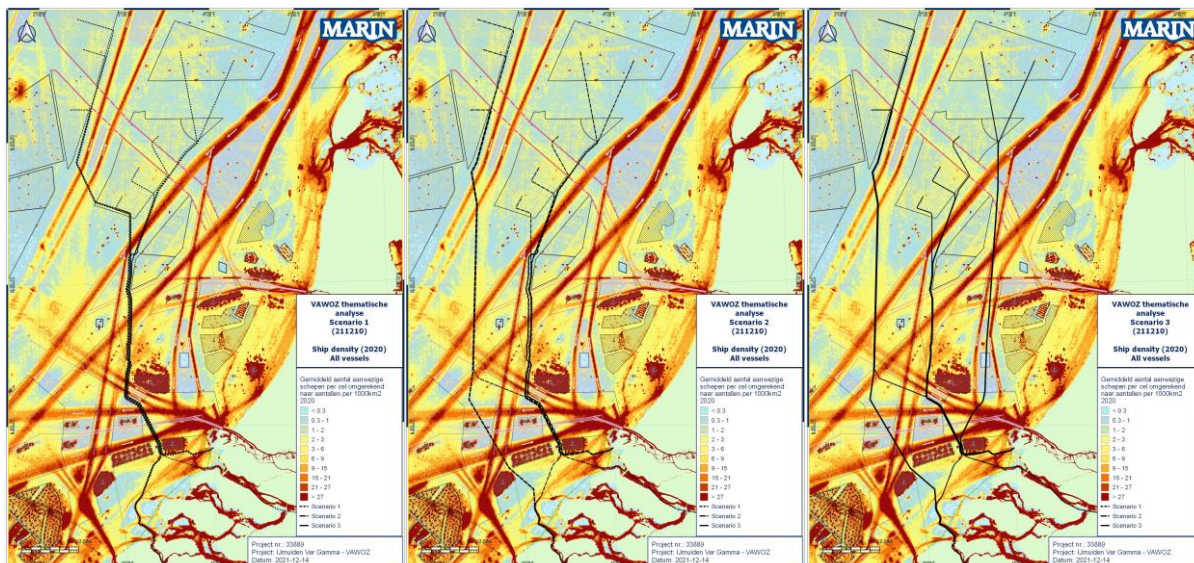 MARIN
VAWOZ thematische
analyse
Scenario 1
(211210)
Ship density (2020)
All vessels
Gemiddeld aantal aanwezige
schepen per cel omgerekend
naar aantallen per 1000km2
2020
< 0.3
0.3 - 1
1 - 2
2 - 3
3 - 6
6 - 9
9 - 15
15 - 21
21 - 27
> 27
Scenario 1
Scenario 2
Scenario 3
Project nr.: 33889
Project: IJmuiden Ver Gamma - VAWOZ
Datum: 2021-12-14
MARIN
VAWOZ thematische
analyse
Scenario 2
(211210)
Ship density (2020)
All vessels
Gemiddeld aantal aanwezige
schepen per cel omgerekend
naar aantallen per 1000km2
2020
< 0.3
0.3 - 1
1 - 2
2 - 3
3 - 6
6 - 9
9 - 15
15 - 21
21 - 27
> 27
Scenario 1
Scenario 2
Scenario 3
Project nr.: 33889
Project: IJmuiden Ver Gamma - VAWOZ
Datum: 2021-12-14
MARIN
VAWOZ thematische
analyse
Scenario 3
(211210)
Ship density (2020)
All vessels
Gemiddeld aantal aanwezige
schepen per cel omgerekend
naar aantallen per 1000km2
2020
< 0.3
0.3 - 1
1 - 2
2 - 3
3 - 6
6 - 9
9 - 15
15 - 21
21 - 27
> 27
Scenario 1
Scenario 2
Scenario 3
Project nr.: 33889
Project: IJmuiden Ver Gamma - VAWOZ
Datum: 2021-12-14